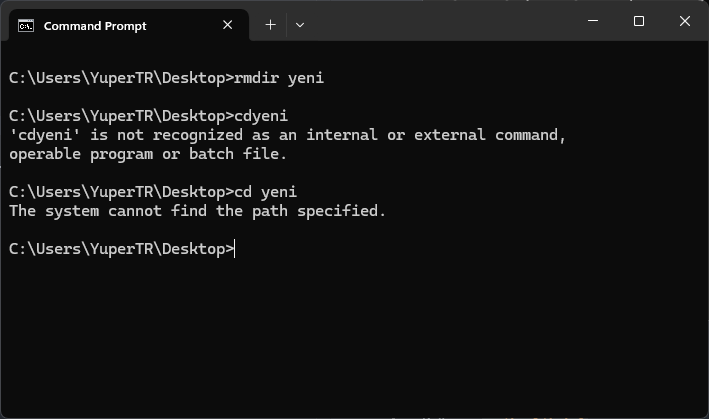 Command Prompt
C:\Users\YuperTR\Desktop>rmdir yeni
C:\Users\YuperTR\Desktop>cdyeni
'cdyeni' is not recognized as an internal or external command,
operable program or batch file.
C:\Users\YuperTR\Desktop>cd yeni
The system cannot find the path specified.
C:\Users\YuperTR\Desktop>